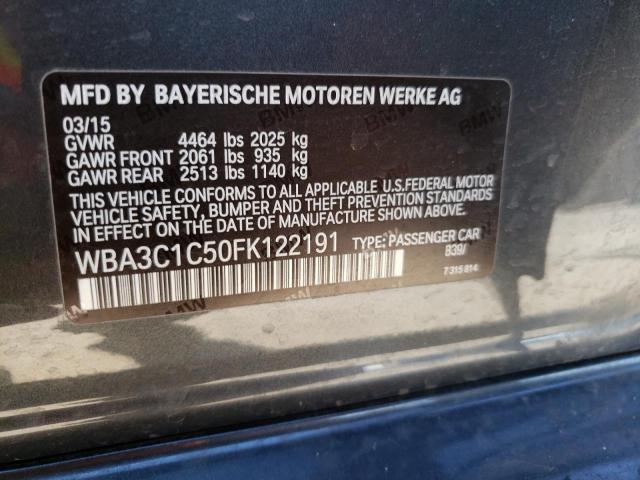 MFD BY BAYERISCHE MOTOREN WERKE AG
03/15
GVWR 4464 lbs 2025 kg
GAWR FRONT 2061 lbs 935 kg
GAWR REAR 2513 lbs 1140 kg
THIS VEHICLE CONFORMS TO ALL APPLICABLE U.S.FEDERAL MOTOR
VEHICLE SAFETY, BUMPER AND THEFT PREVENTION STANDARDS
IN EFFECT ON THE DATE OF MANUFACTURE SHOWN ABOVE.
WBA3C1C50FK122191 TYPE: PASSENGER CAR
B39/
7 315 814